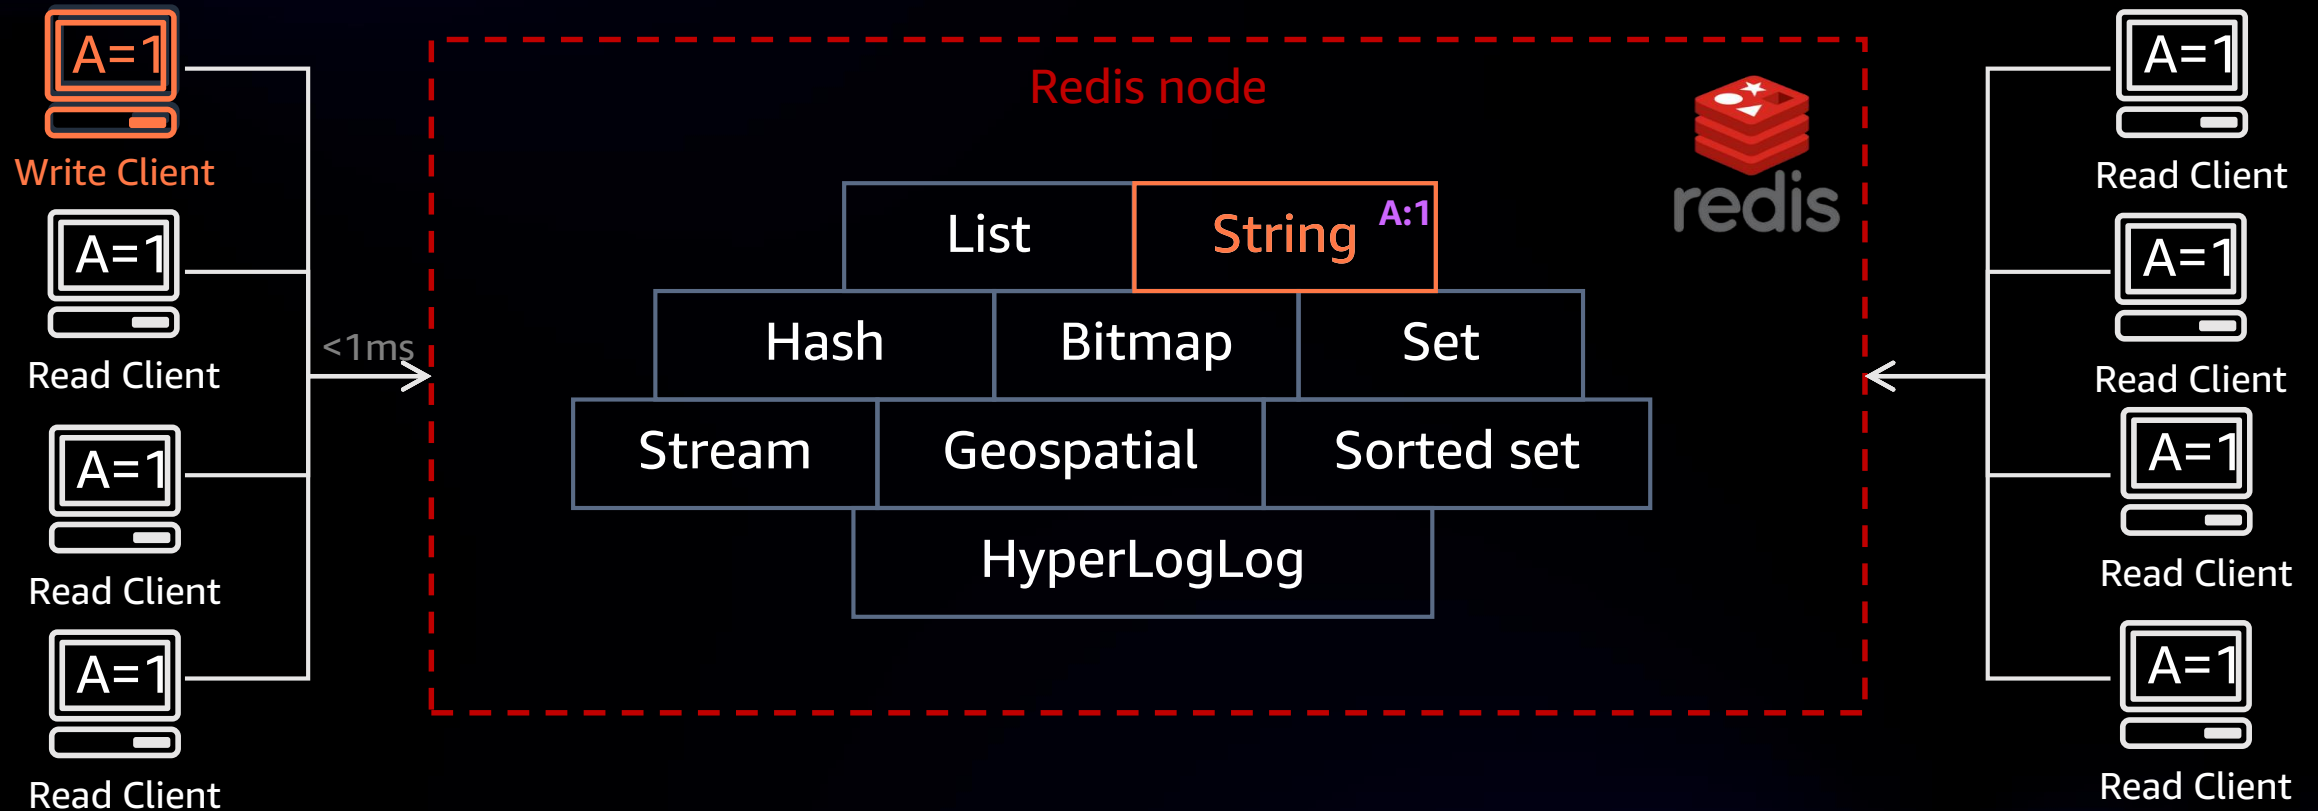 A=1
Write Client
A=1
Read Client
A=1
Read Client
A=1
Read Client
<1ms
Redis node
redis
List
String
A:1
Hash
Bitmap
Set
Stream
Geospatial
Sorted set
HyperLogLog
A=1
Read Client
A=1
Read Client
A=1
Read Client
A=1
Read Client